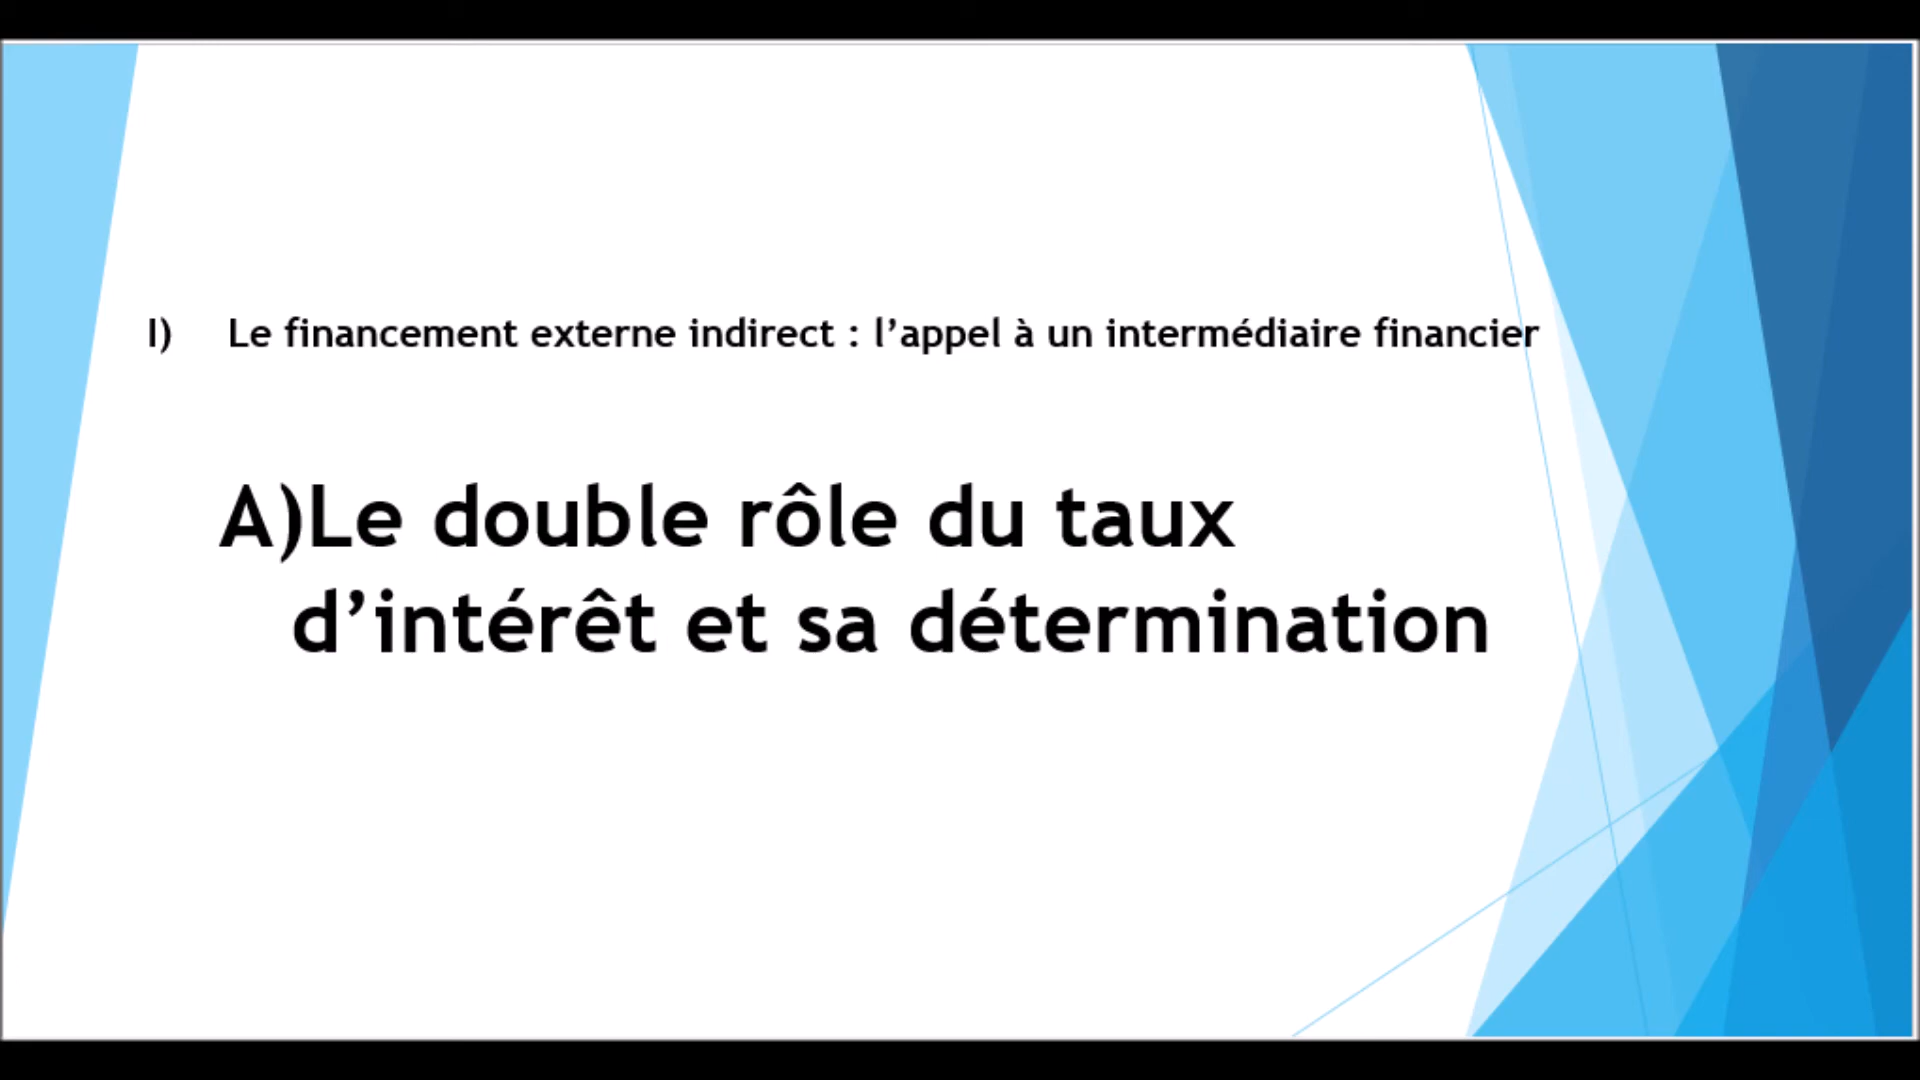 I) Le financement externe indirect : l’appel à un intermédiaire financier
A)Le double rôle du taux
d’intérêt et sa détermination